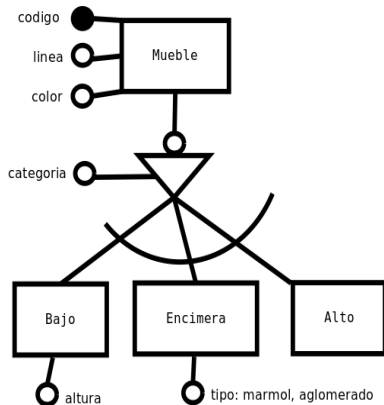 codigo
linea
Mueble
color
categoria
Bajo
Encimera
Alto
altura
tipo: marmol, aglomerado